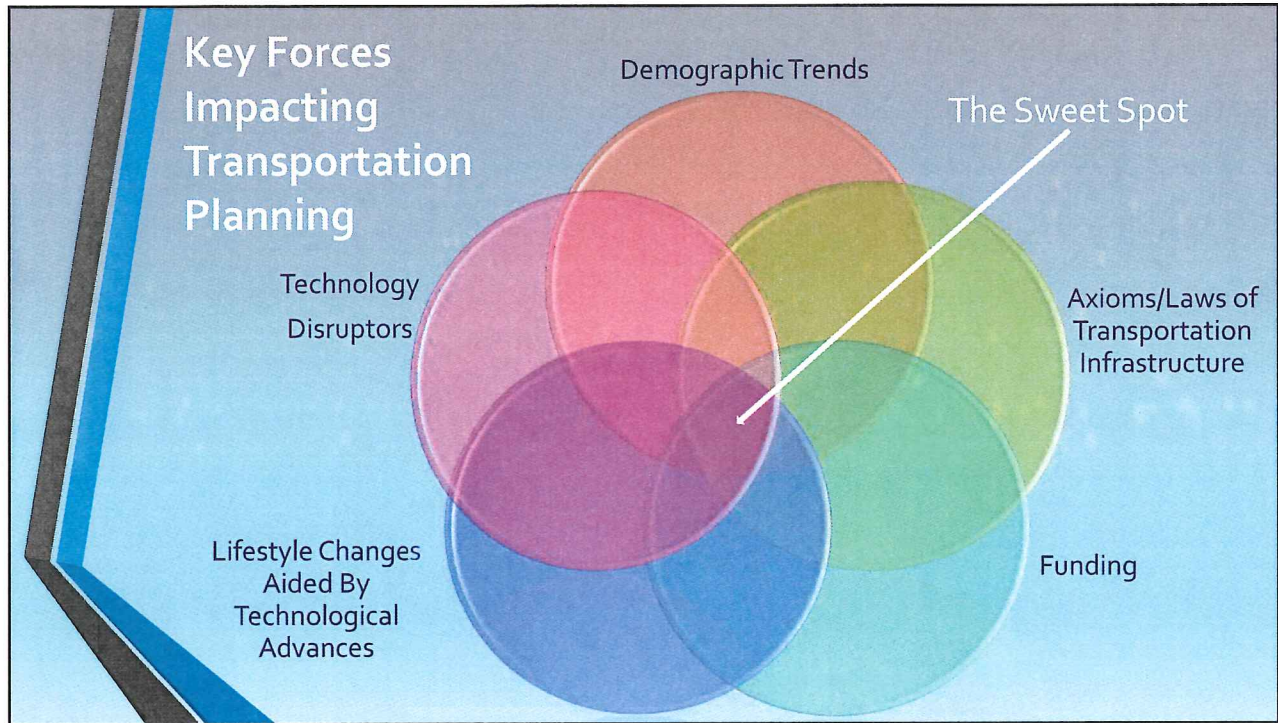 Key Forces
Impacting
Transportation
Planning
Demographic Trends
The Sweet Spot
Technology
Disruptors
Axioms/Laws of
Transportation
Infrastructure
Lifestyle Changes
Aided By
Technological
Advances
Funding